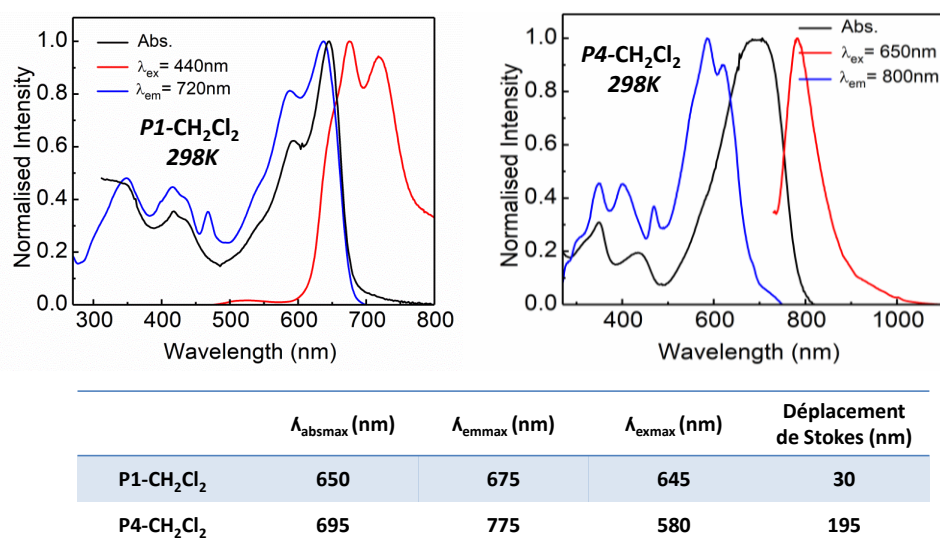 1.0
0.8
0.6
0.4
0.2
0.0
Normalised Intensity
Abs.
λex = 440nm
λem = 720nm
P1-CH2Cl2
298K
300 400 500 600 700 800
Wavelength (nm)
1.0
0.8
0.6
0.4
0.2
0.0
Normalised Intensity
Abs.
λex = 650nm
λem = 800nm
P4-CH2Cl2
298K
400 600 800 1000
Wavelength (nm)
λabsmax (nm) λemmax (nm) λexmax (nm) Déplacement
de Stokes (nm)
P1-CH2Cl2 650 675 645 30
P4-CH2Cl2 695 775 580 195